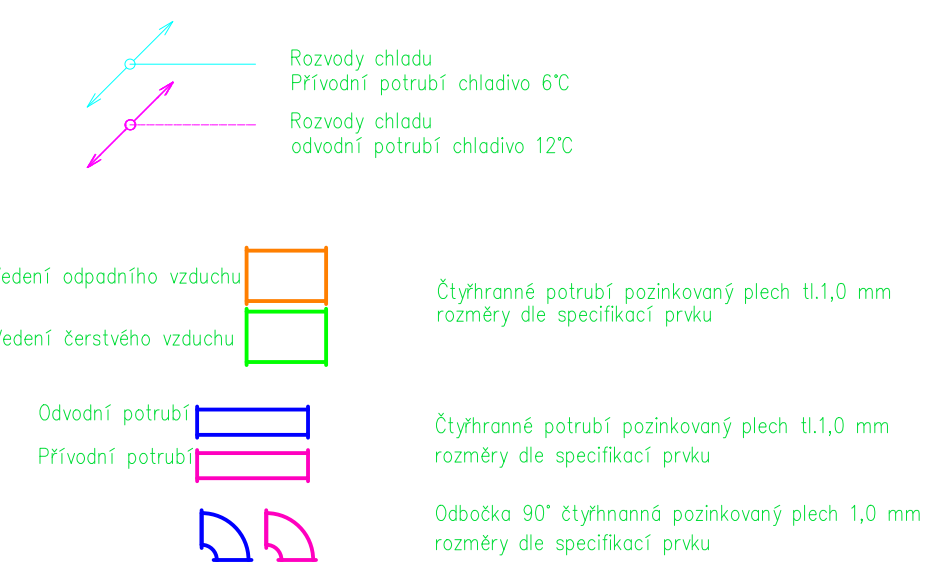 Rozvody chladu
Přívodní potrubí chladivo 6°C
Rozvody chladu
odvodní potrubí chladivo 12°C
edení odpadního vzduchu
Čtyřhranné potrubí pozinkovaný plech tl.1,0 mm
rozměry dle specifikací prvku
edení čerstvého vzduchu
Odvodní potrubí
Čtyřhranné potrubí pozinkovaný plech tl.1,0 mm
Přívodní potrubí
rozměry dle specifikací prvku
Odbočka 90° čtyřhnanná pozinkovaný plech 1,0 mm
rozměry dle specifikací prvku